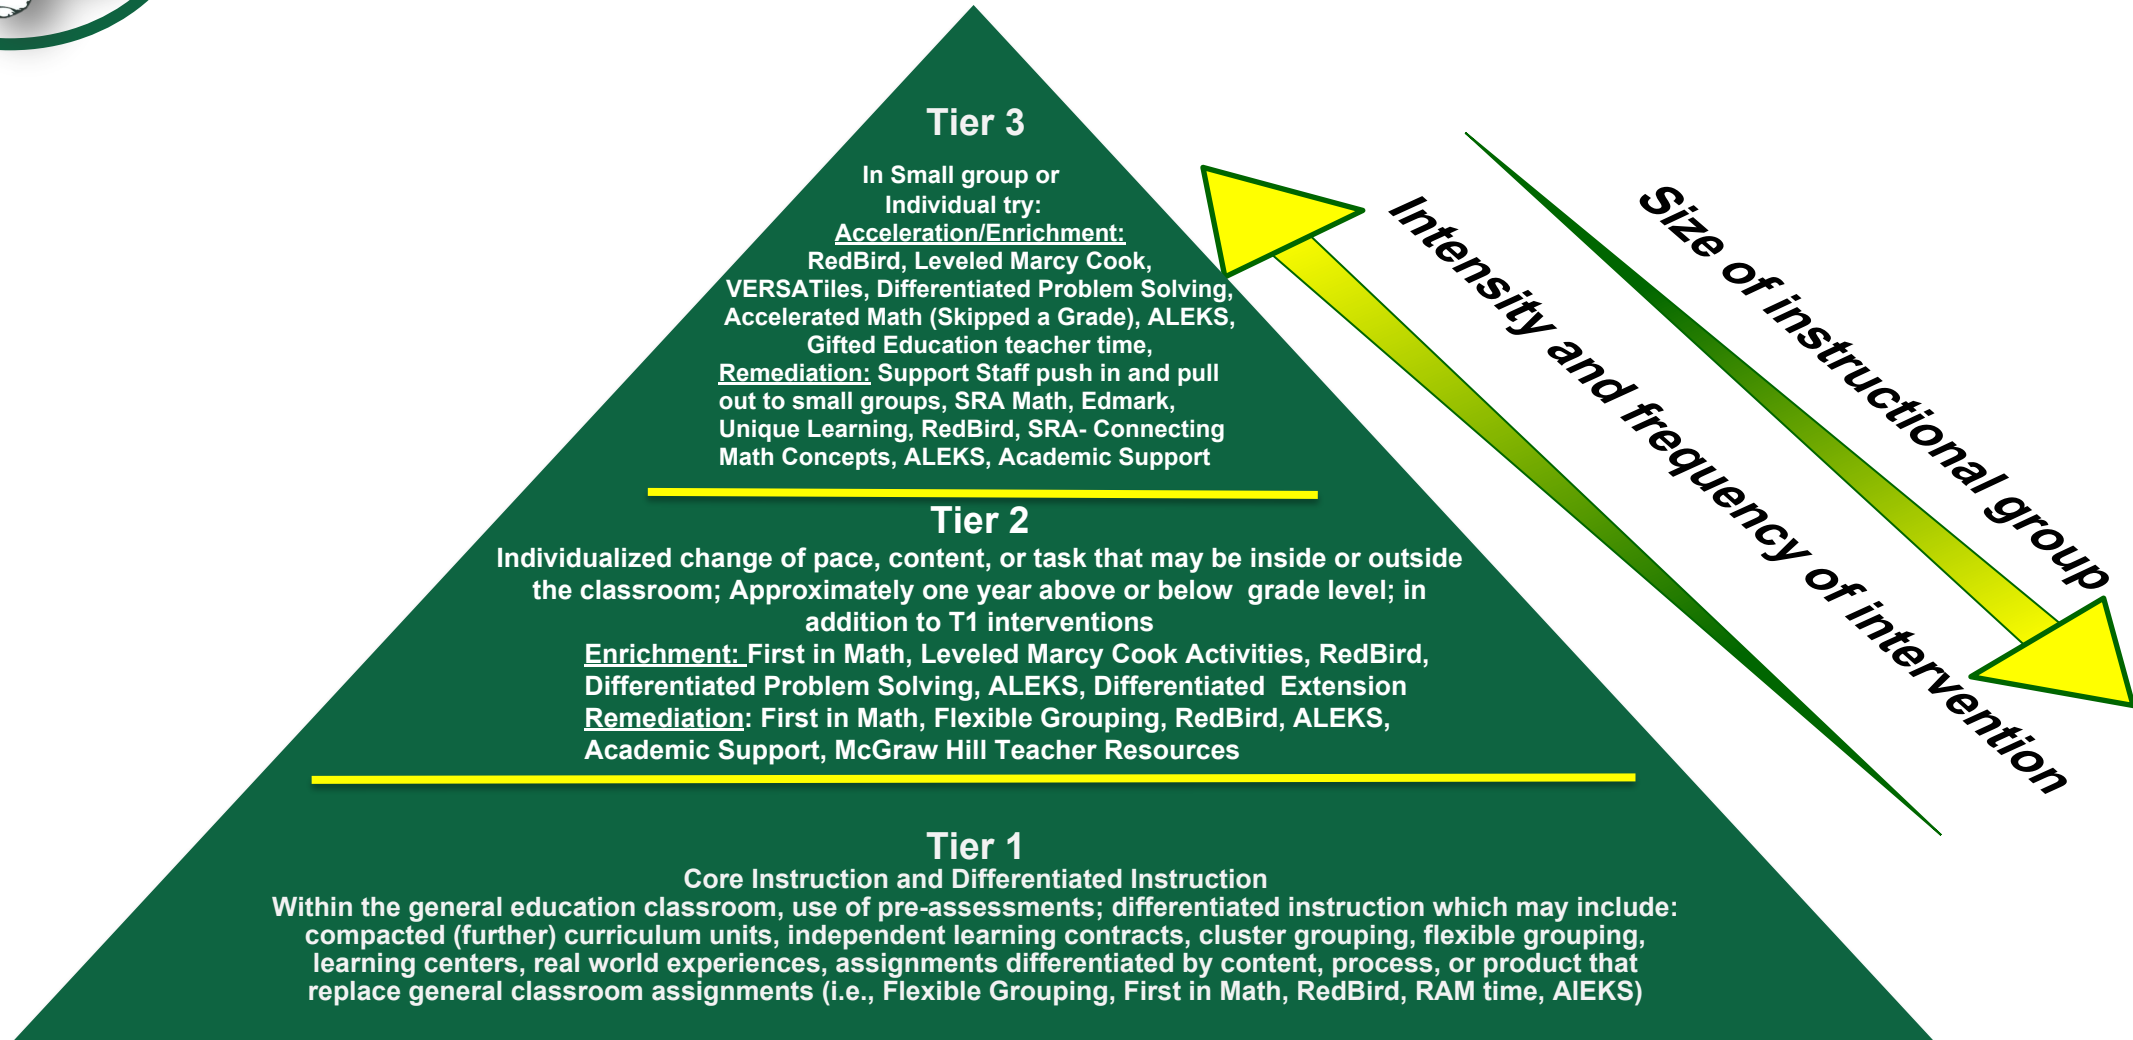 Tier 3
In Small group or
Individual try:
Acceleration/Enrichment:
RedBird, Leveled Marcy Cook,
VERSATiles, Differentiated Problem Solving,
Accelerated Math (Skipped a Grade), ALEKS,
Gifted Education teacher time,
Remediation: Support Staff push in and pull
out to small groups, SRA Math, Edmark,
Unique Learning, RedBird, SRA- Connecting
Math Concepts, ALEKS, Academic Support
Tier 2
Individualized change of pace, content, or task that may be inside or outside
the classroom; Approximately one year above or below  grade level; in
addition to T1 interventions
Enrichment: First in Math, Leveled Marcy Cook Activities, RedBird,
Differentiated Problem Solving, ALEKS, Differentiated  Extension
Remediation: First in Math, Flexible Grouping, RedBird, ALEKS,
Academic Support, McGraw Hill Teacher Resources
Tier 1
Core Instruction and Differentiated Instruction
Within the general education classroom, use of pre-assessments; differentiated instruction which may include:
compacted (further) curriculum units, independent learning contracts, cluster grouping, flexible grouping,
learning centers, real world experiences, assignments differentiated by content, process, or product that
replace general classroom assignments (i.e., Flexible Grouping, First in Math, RedBird, RAM time, AlEKS)
Intensity and frequency of intervention
Size of instructional group